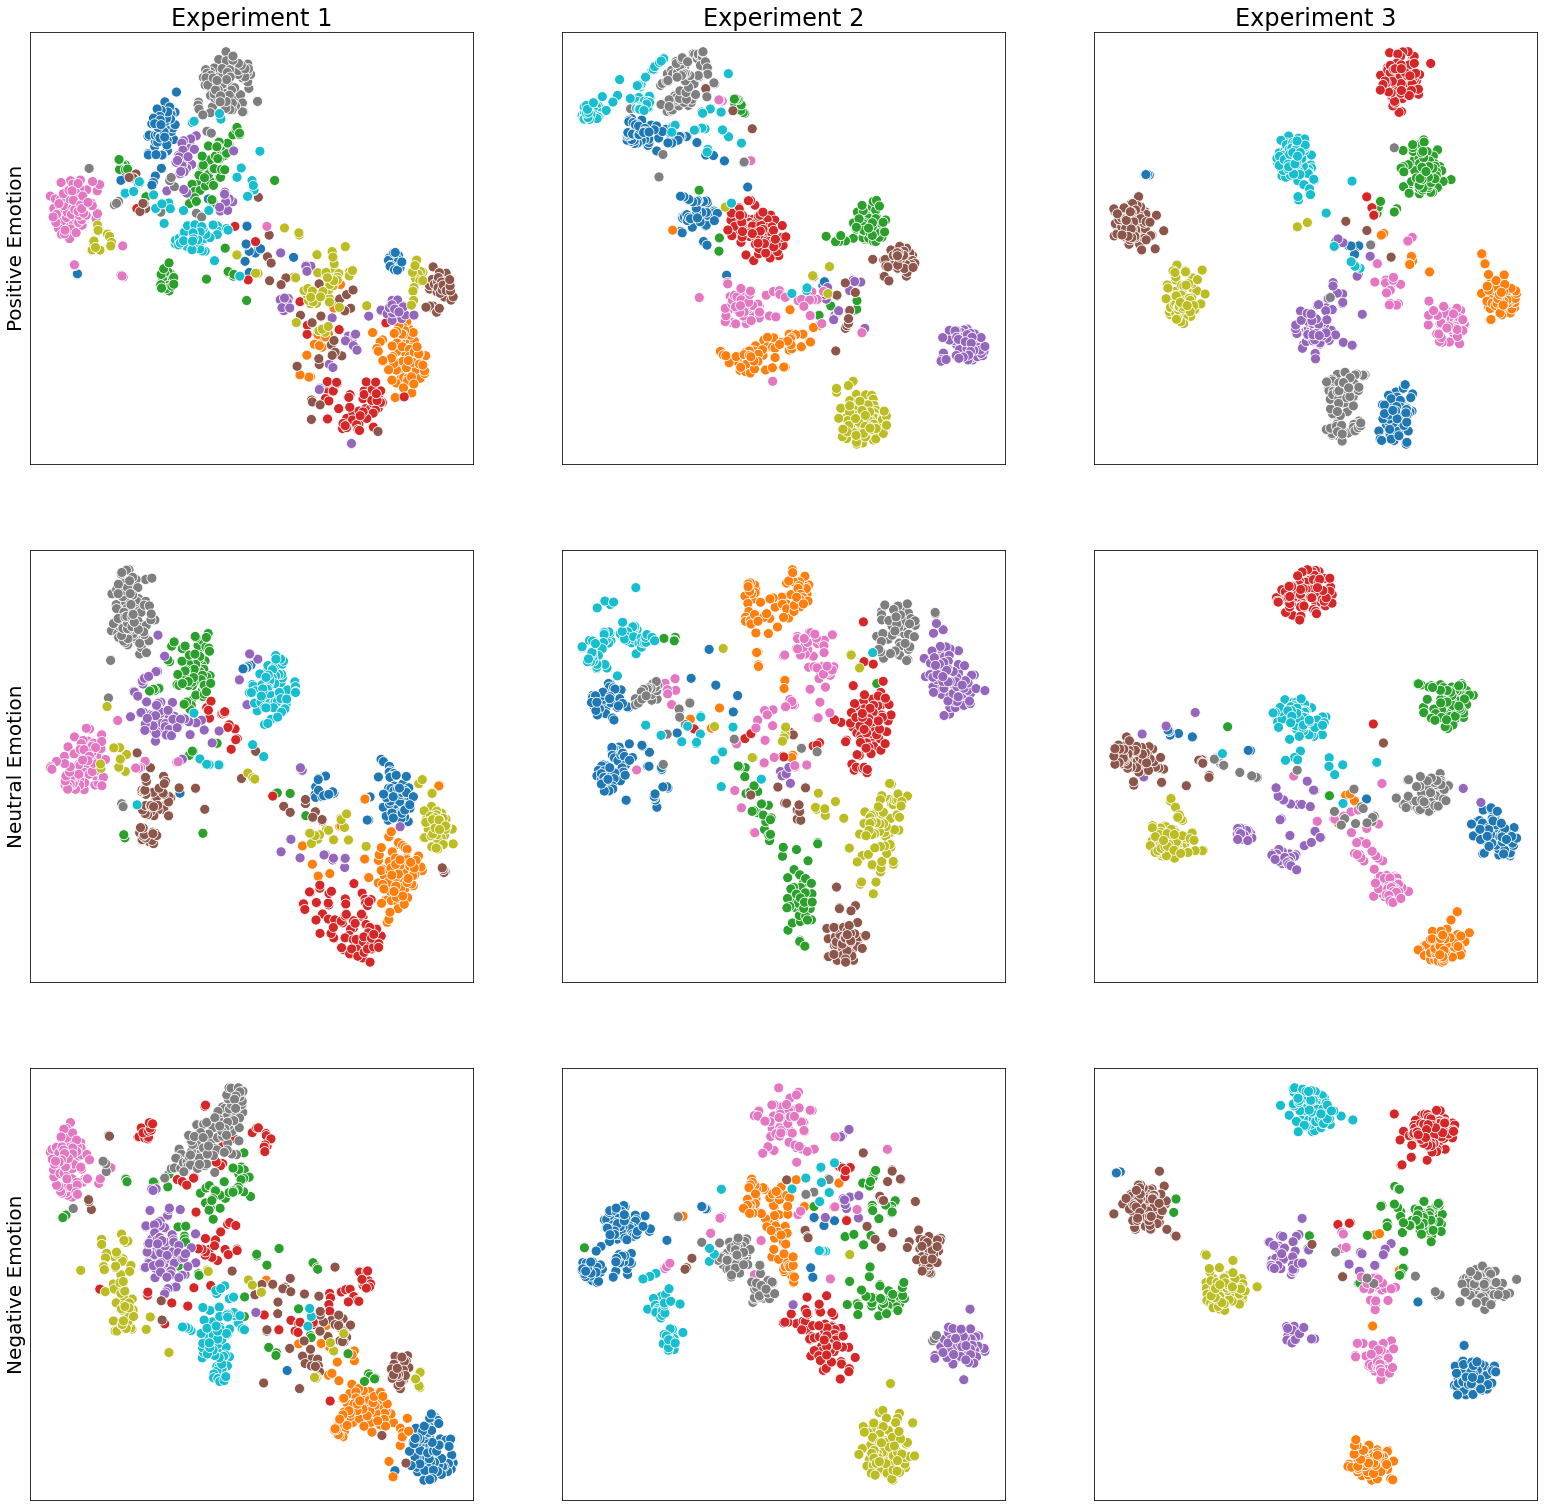 Experiment 1
Experiment 2
Experiment 3
Positive Emotion
Neutral Emotion
Negative Emotion